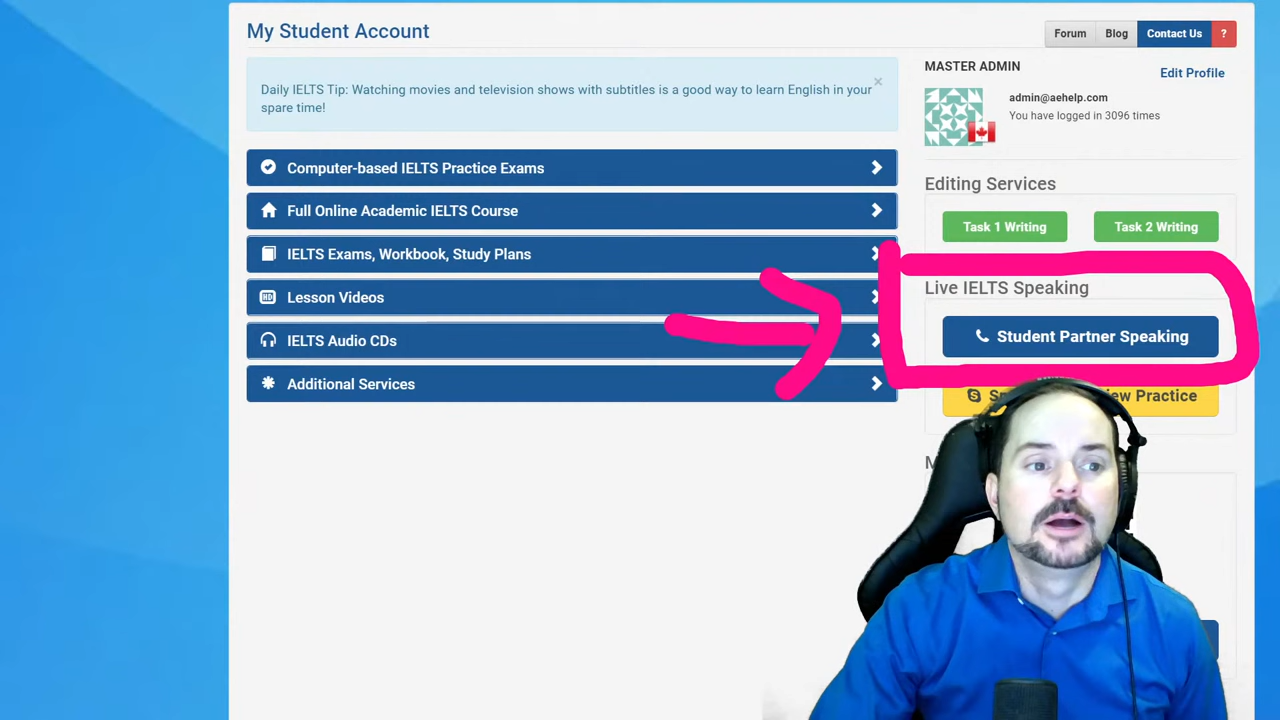 My Student Account
Forum
Blog
Contact Us
?
Daily IELTS Tip: Watching movies and television shows with subtitles is a good way to learn English in your
spare time!
×
MASTER ADMIN
Edit Profile
admin@aehelp.com
You have logged in 3096 times
Computer-based IELTS Practice Exams
Full Online Academic IELTS Course
IELTS Exams, Workbook, Study Plans
HD Lesson Videos
IELTS Audio CDs
Additional Services
Editing Services
Task 1 Writing
Task 2 Writing
Live IELTS Speaking
Student Partner Speaking
Practice